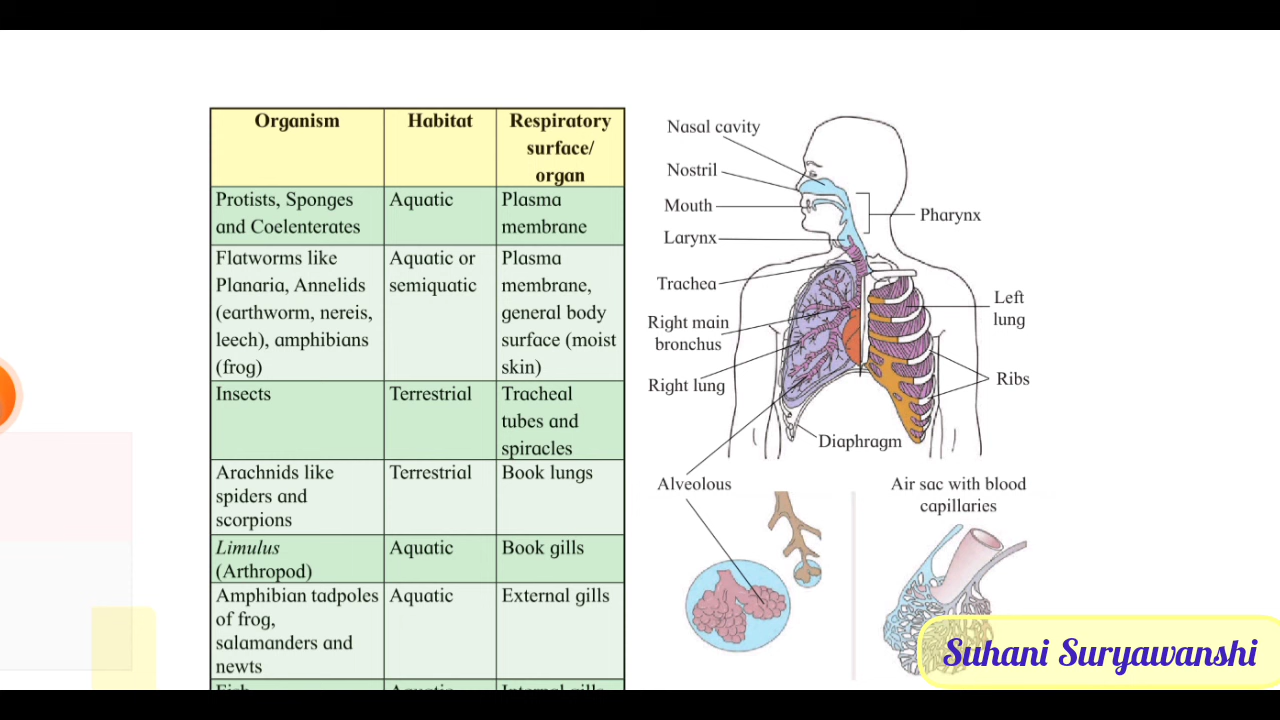 Organism
Habitat
Respiratory
surface/
organ
Protists, Sponges
and Coelenterates
Aquatic
Plasma
membrane
Flatworms like
Planaria, Annelids
(earthworm, nereis,
leech), amphibians
(frog)
Aquatic or
semiquatic
Plasma
membrane,
general body
surface (moist
skin)
Insects
Terrestrial
Tracheal
tubes and
spiracles
Arachnids like
spiders and
scorpions
Terrestrial
Book lungs
Limulus
(Arthropod)
Aquatic
Book gills
Amphibian tadpoles
of frog,
salamanders and
newts
Aquatic
External gills
Fish
Aquatic
Internal gills
Nasal cavity
Nostril
Mouth
Larynx
Pharynx
Trachea
Right main
bronchus
Right lung
Left
lung
Ribs
Diaphragm
Alveolous
Air sac with blood
capillaries
Suhani Suryawanshi